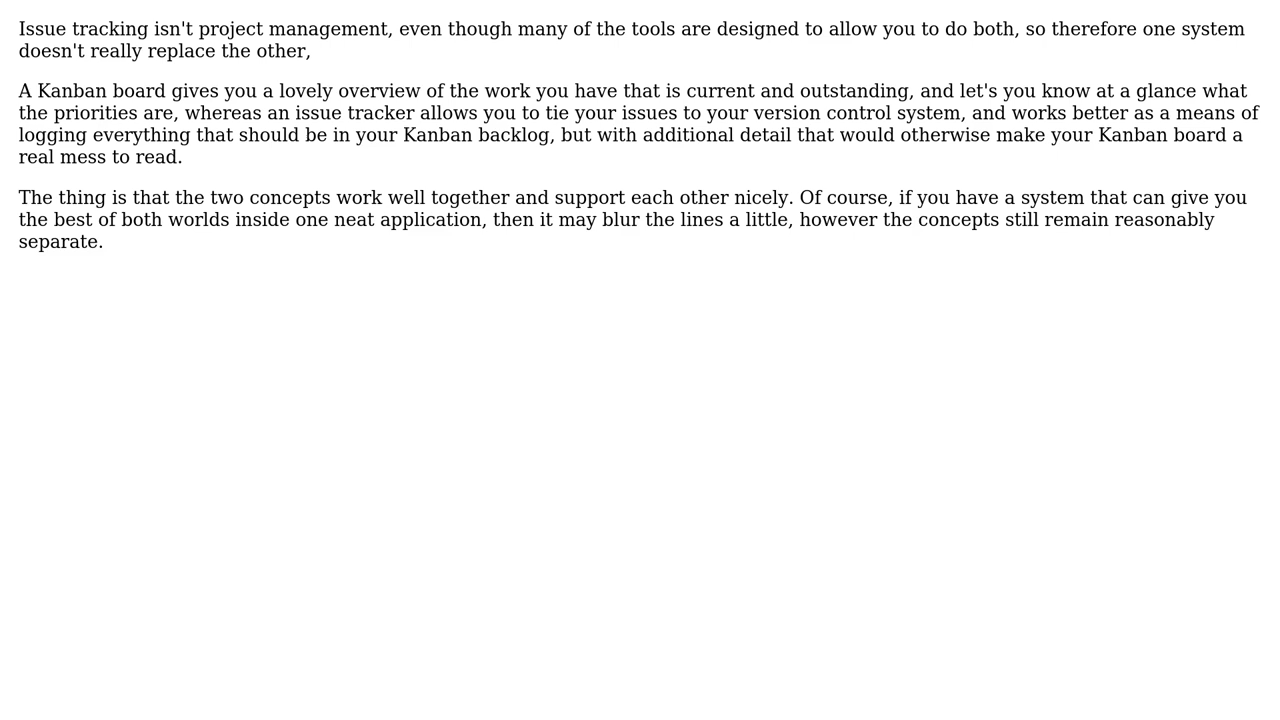 Issue tracking isn't project management, even though many of the tools are designed to allow you to do both, so therefore one system
doesn't really replace the other,
A Kanban board gives you a lovely overview of the work you have that is current and outstanding, and let's you know at a glance what
the priorities are, whereas an issue tracker allows you to tie your issues to your version control system, and works better as a means of
logging everything that should be in your Kanban backlog, but with additional detail that would otherwise make your Kanban board a
real mess to read.
The thing is that the two concepts work well together and support each other nicely. Of course, if you have a system that can give you
the best of both worlds inside one neat application, then it may blur the lines a little, however the concepts still remain reasonably
separate.